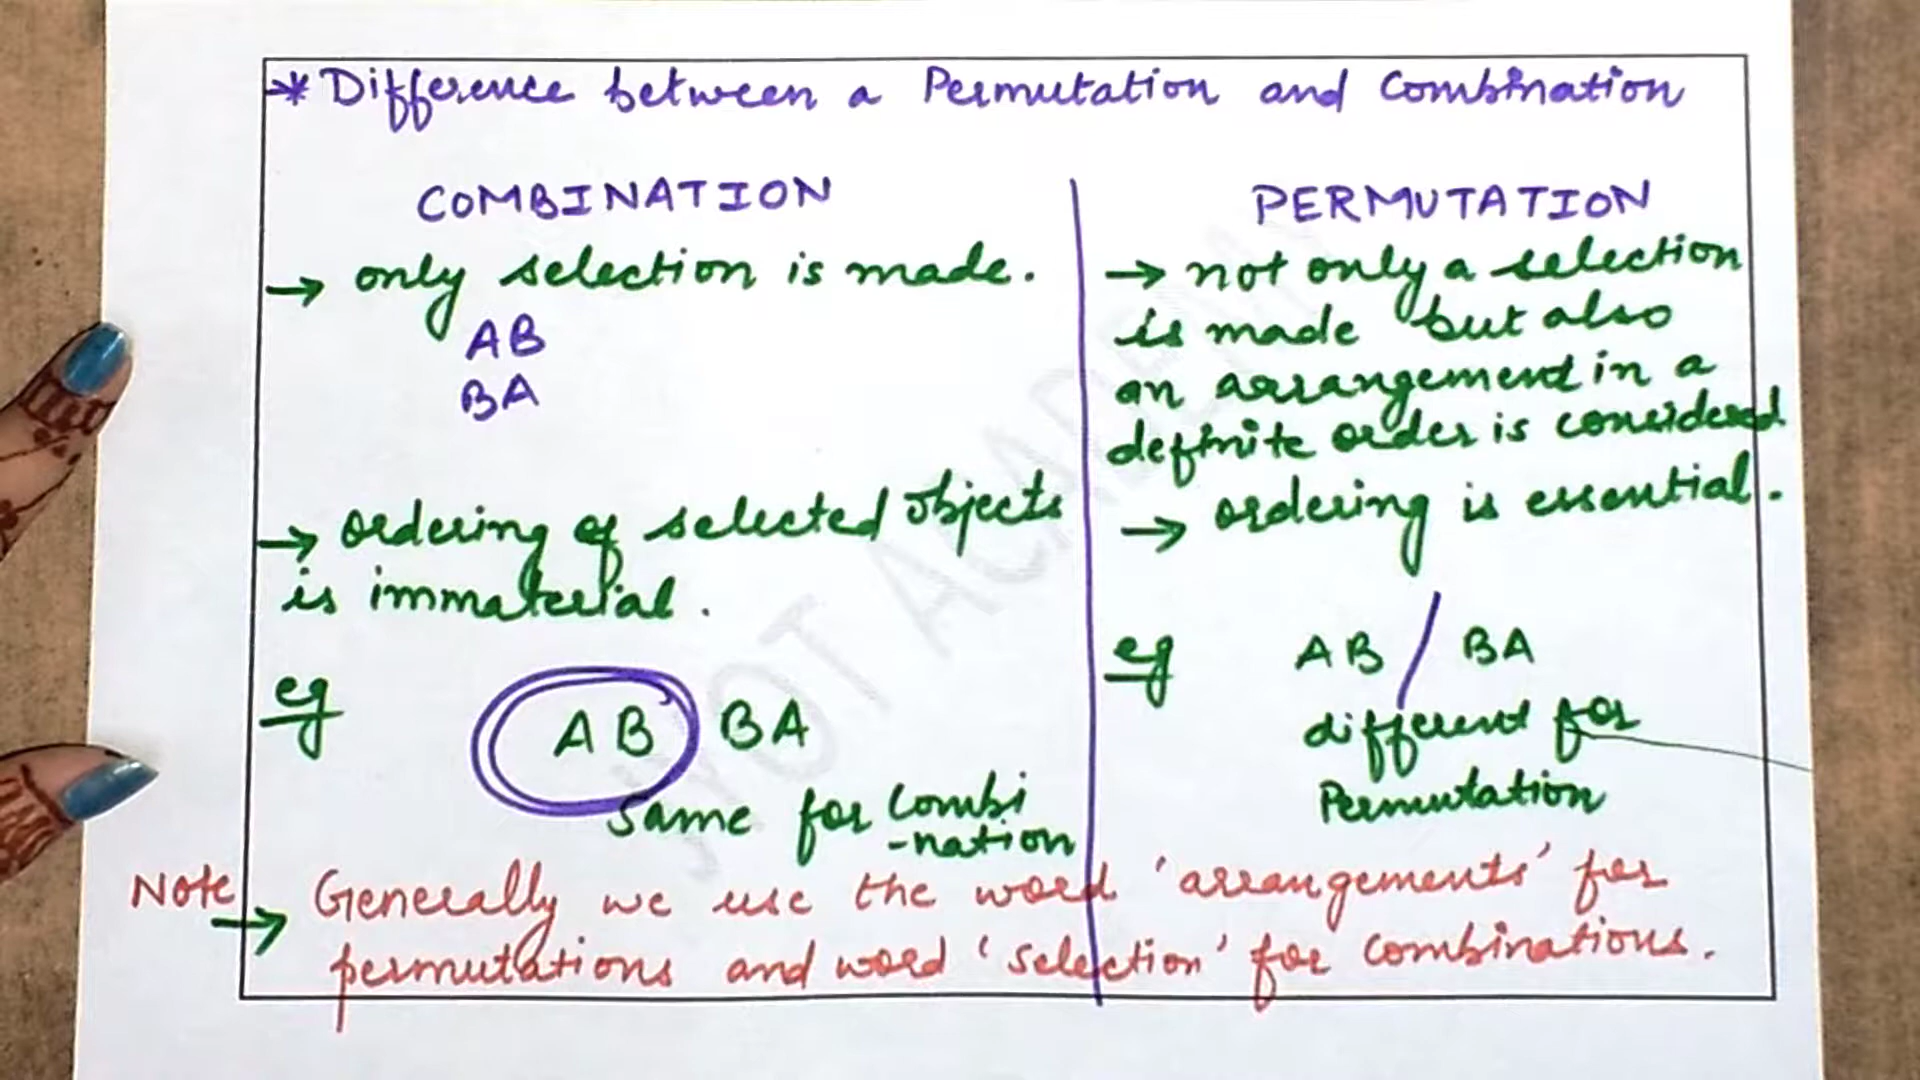 * Difference between a Permutation and Combination
COMBINATION
→ only selection is made.
AB
BA
→ ordering of selected objects
is immaterial.
eg
AB BA
same for combi
-nation
PERMUTATION
→ not only a selection
is made but also
an arrangement in a
definite order is considered
→ ordering is essential.
eg AB / BA
different for
Permutation
Note → Generally we use the word 'arrangements' for
permutations and word 'selection' for combinations.
JYOT ACADEMY